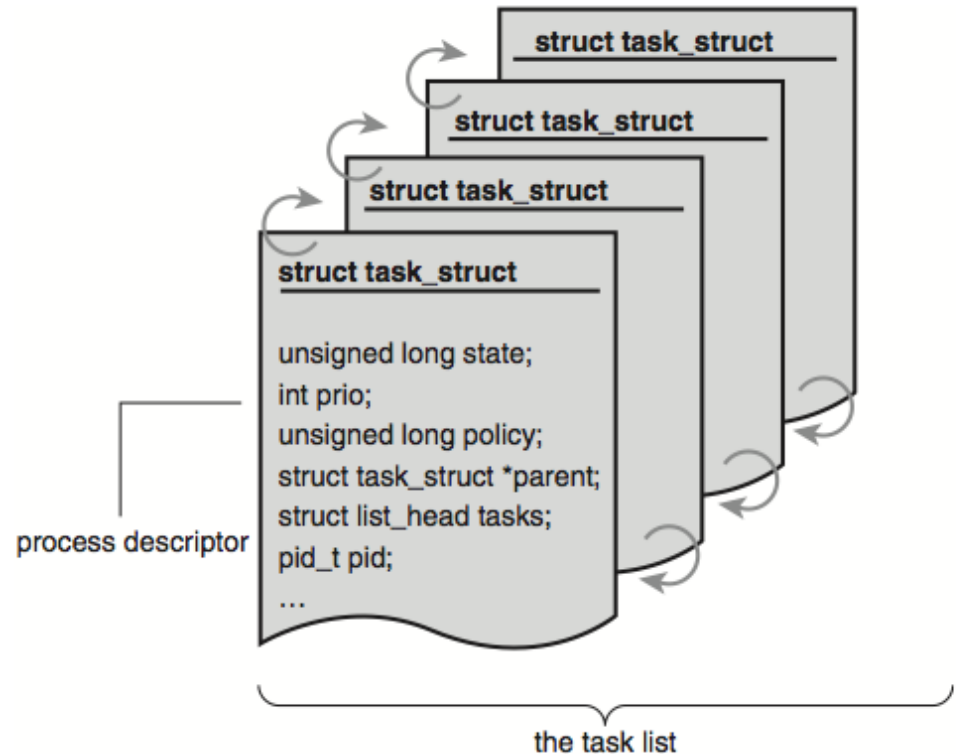 struct task_struct
struct task_struct
struct task_struct
struct task_struct
unsigned long state;
int prio;
unsigned long policy;
struct task_struct *parent;
struct list_head tasks;
pid_t pid;
...
process descriptor
the task list